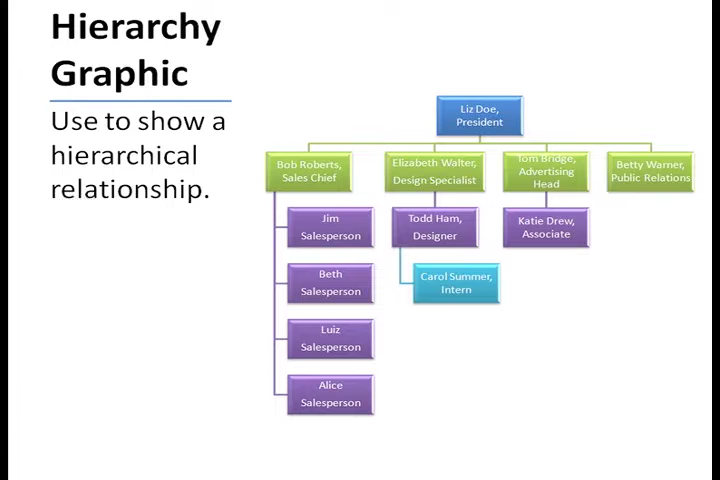 Hierarchy
Graphic
Use to show a
hierarchical
relationship.
Liz Doe,
President
Bob Roberts,
Sales Chief
Elizabeth Walter,
Design Specialist
Tom Bridge,
Advertising
Head
Betty Warner,
Public Relations
Jim
Salesperson
Todd Ham,
Designer
Katie Drew,
Associate
Beth
Salesperson
Carol Summer,
Intern
Luiz
Salesperson
Alice
Salesperson